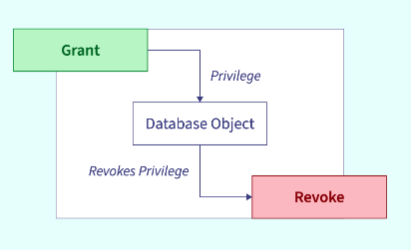 Grant
Privilege
Database Object
Revokes Privilege
Revoke